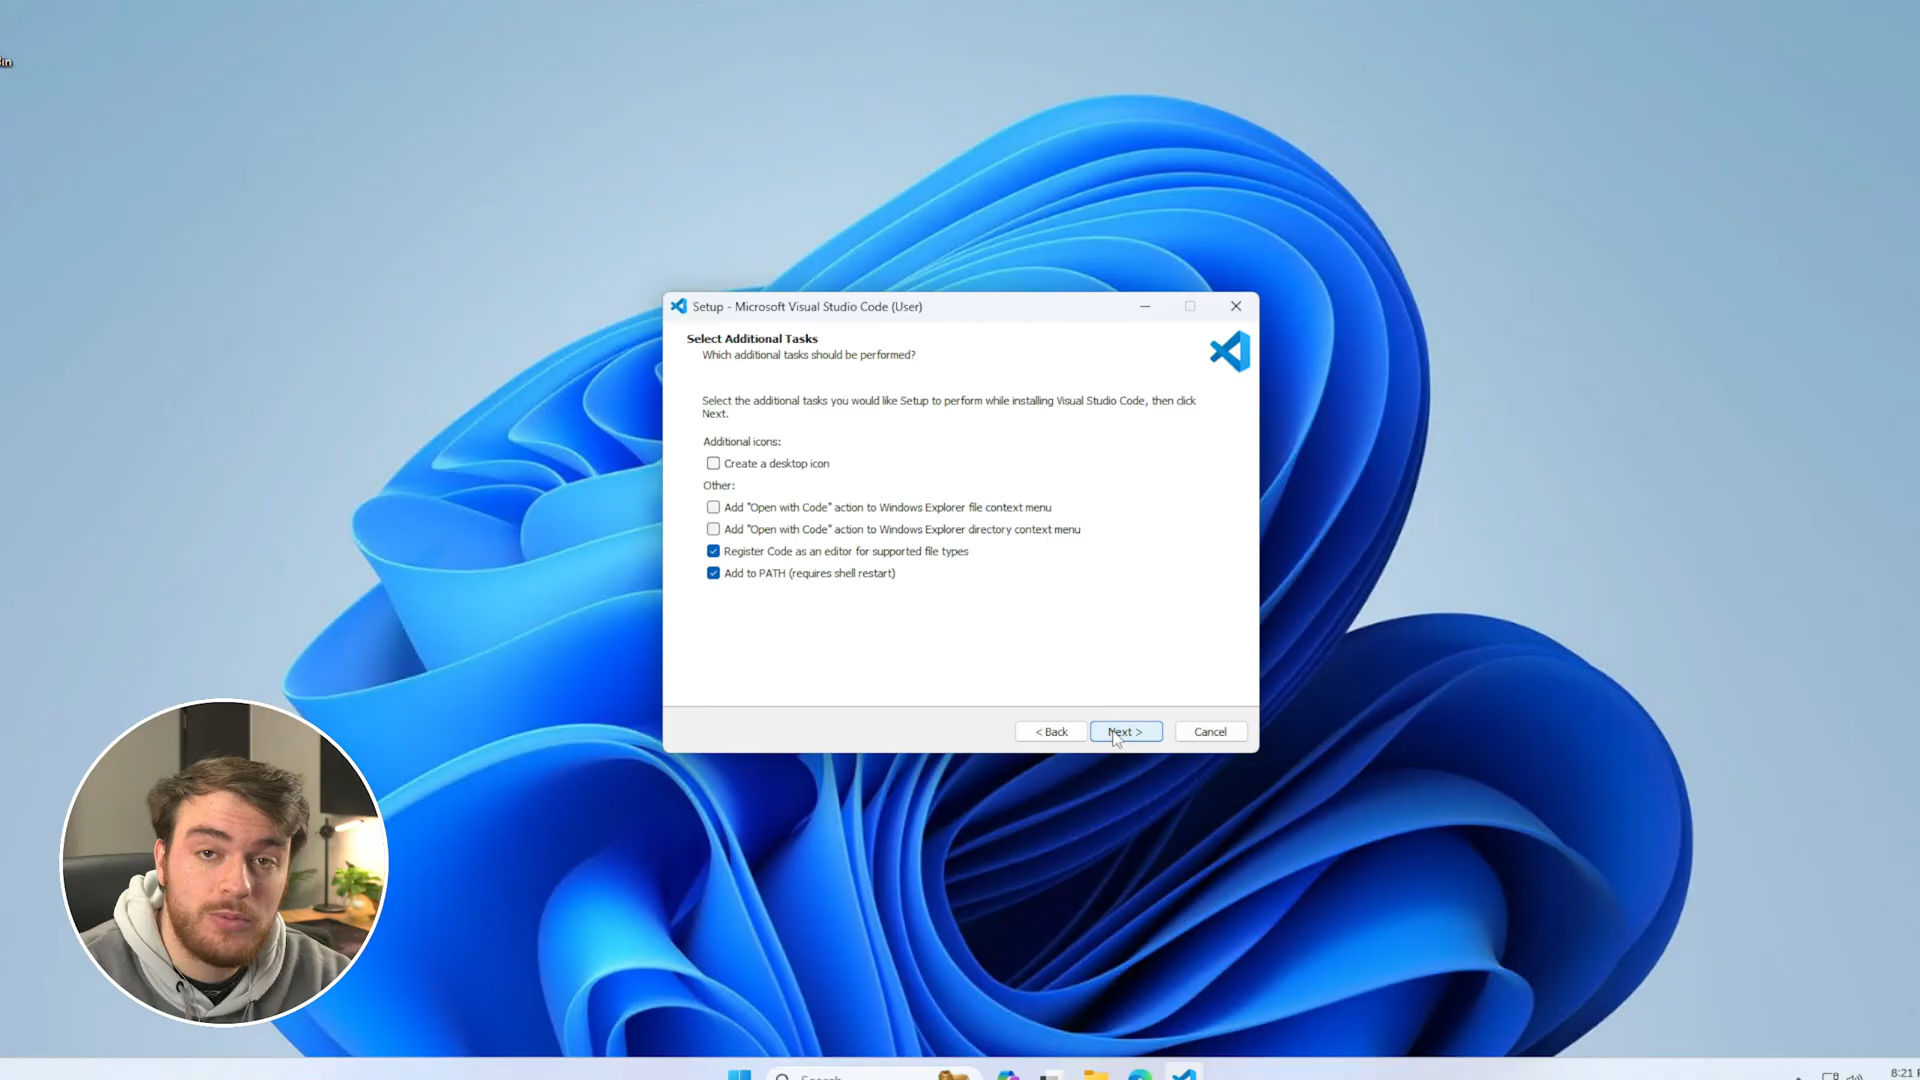 Setup - Microsoft Visual Studio Code (User)
Select Additional Tasks
Which additional tasks should be performed?
Select the additional tasks you would like Setup to perform while installing Visual Studio Code, then click
Next.
Additional icons:
Create a desktop icon
Other:
Add "Open with Code" action to Windows Explorer file context menu
Add "Open with Code" action to Windows Explorer directory context menu
Register Code as an editor for supported file types
Add to PATH (requires shell restart)
< Back
Next >
Cancel
Search
8:21